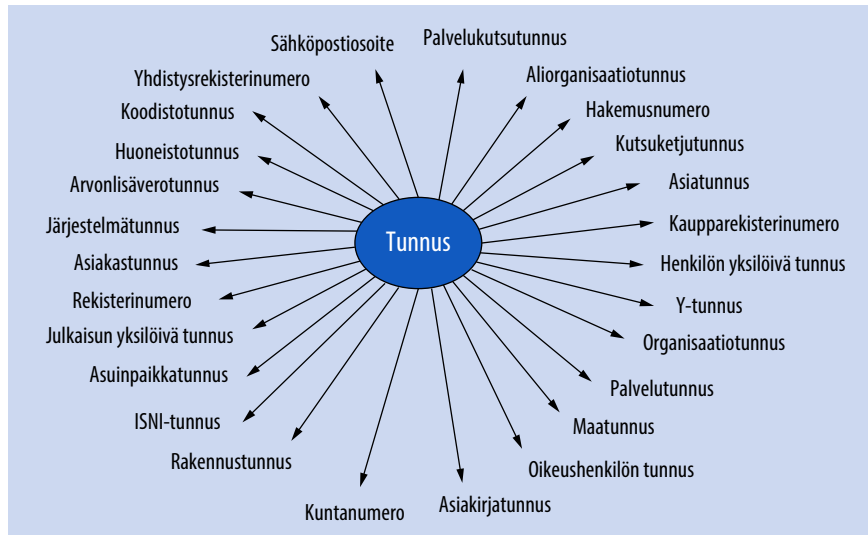 Sähköpostiosoite
Palvelukutsutunnus
Yhdistysrekisterinumero
Aliorganisaatiotunnus
Koodistotunnus
Hakemusnumero
Huoneistotunnus
Kutsuketjutunnus
Arvonlisäverotunnus
Asiatunnus
Järjestelmätunnus
Kaupparekisterinumero
Tunnus
Asiakastunnus
Henkilön yksilöivä tunnus
Rekisterinumero
Y-tunnus
Julkaisun yksilöivä tunnus
Organisaatiotunnus
Asuinpaikkatunnus
Palvelutunnus
ISNI-tunnus
Maatunnus
Rakennustunnus
Oikeushenkilön tunnus
Kuntanumero
Asiakirjatunnus